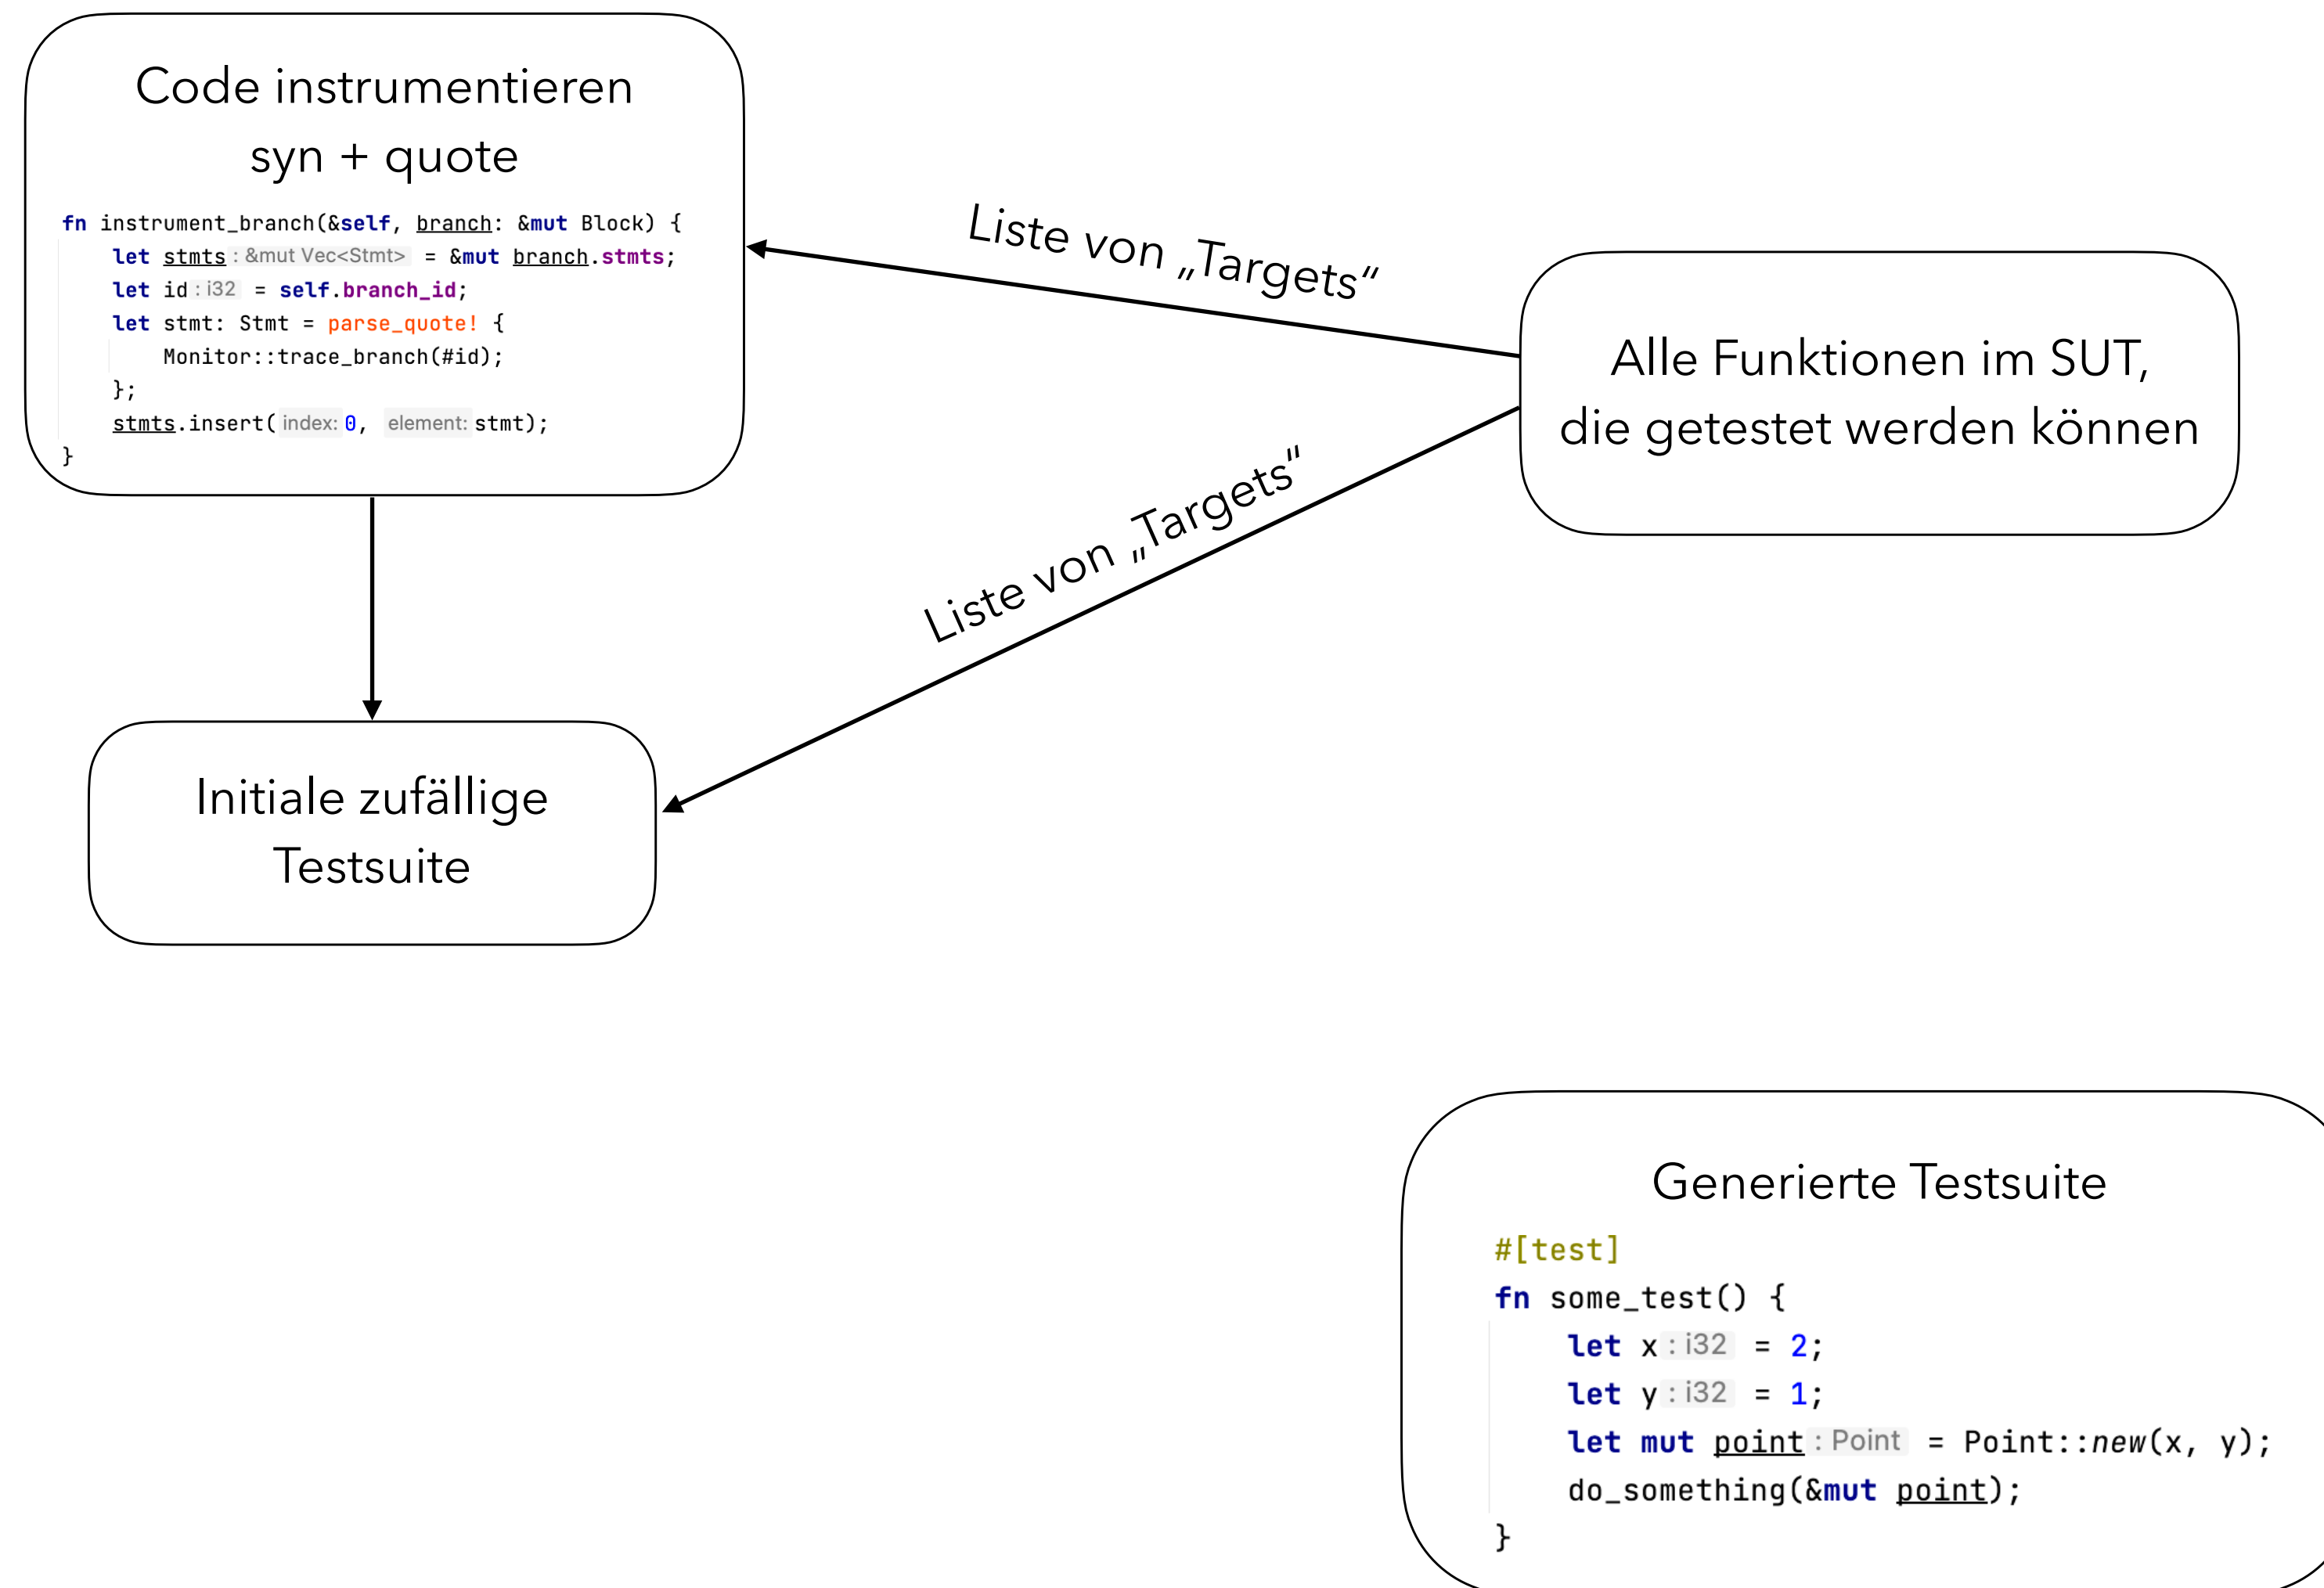 Code instrumentieren
syn + quote
fn instrument_branch(&self, branch: &mut Block) {
    let stmts : &mut Vec<Stmt> = &mut branch.stmts;
    let id : i32 = self.branch_id;
    let stmt: Stmt = parse_quote! {
        Monitor::trace_branch(#id);
    };
    stmts.insert( index: 0, element: stmt);
}
Liste von „Targets“
Alle Funktionen im SUT,
die getestet werden können
Liste von „Targets“
Initiale zufällige
Testsuite
Generierte Testsuite
#[test]
fn some_test() {
    let x : i32 = 2;
    let y : i32 = 1;
    let mut point : Point = Point::new(x, y);
    do_something(&mut point);
}